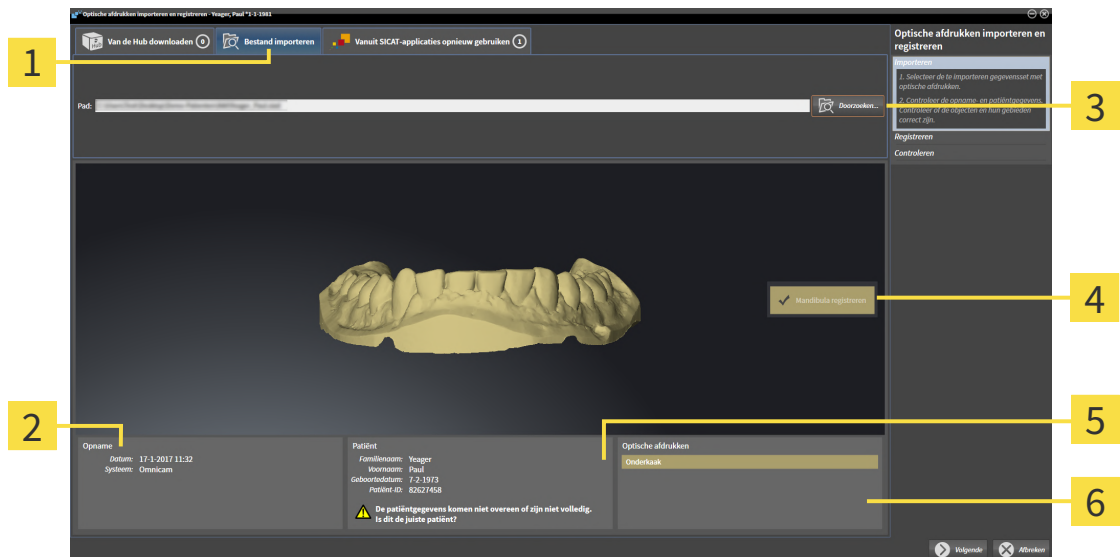 Optische afdrukken importeren en registreren - Yeager, Paul *1-1-1981
Van de Hub downloaden 0
Bestand importeren
Vanuit SICAT-applicaties opnieuw gebruiken 1
1
Pad:
Doorzoeken...
3
Optische afdrukken importeren en
registreren
Importeren
1. Selecteer de te importeren gegevensset met
optische afdrukken.
2. Controleer de opname- en patiëntgegevens.
Controleer of de objecten en hun gebieden
correct zijn.
Registreren
Controleren
Mandibula registreren
4
2
Opname
Datum: 17-1-2017 11:32
Systeem: Omnicam
Patiënt
Familienaam: Yeager
Voornaam: Paul
Geboortedatum: 7-2-1973
Patiënt-ID: 82627458
De patiëntgegevens komen niet overeen of zijn niet volledig.
Is dit de juiste patiënt?
5
Optische afdrukken
Onderkaak
6
Volgende
Afbreken